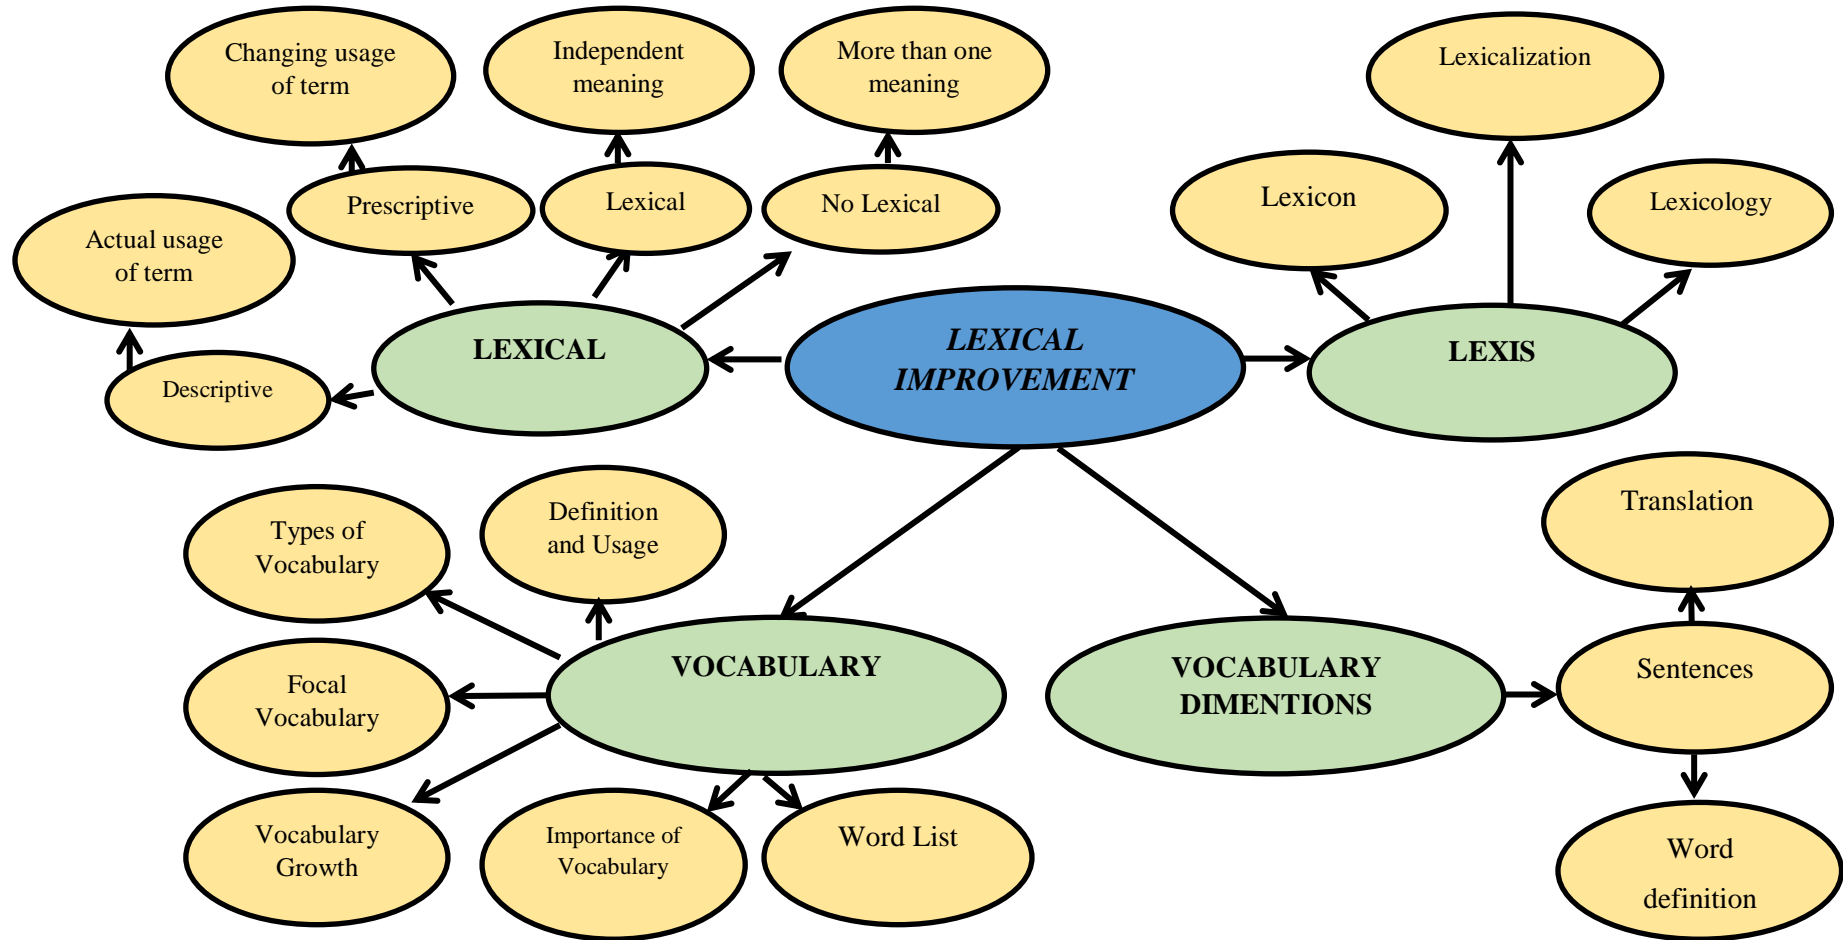 Changing usage
of term
Independent
meaning
More than one
meaning
Lexicalization
Prescriptive
Lexical
No Lexical
Lexicon
Lexicology
Actual usage
of term
Descriptive
LEXICAL
LEXICAL
IMPROVEMENT
LEXIS
Types of
Vocabulary
Definition
and Usage
Translation
Focal
Vocabulary
VOCABULARY
VOCABULARY
DIMENTIONS
Sentences
Vocabulary
Growth
Importance of
Vocabulary
Word List
Word
definition